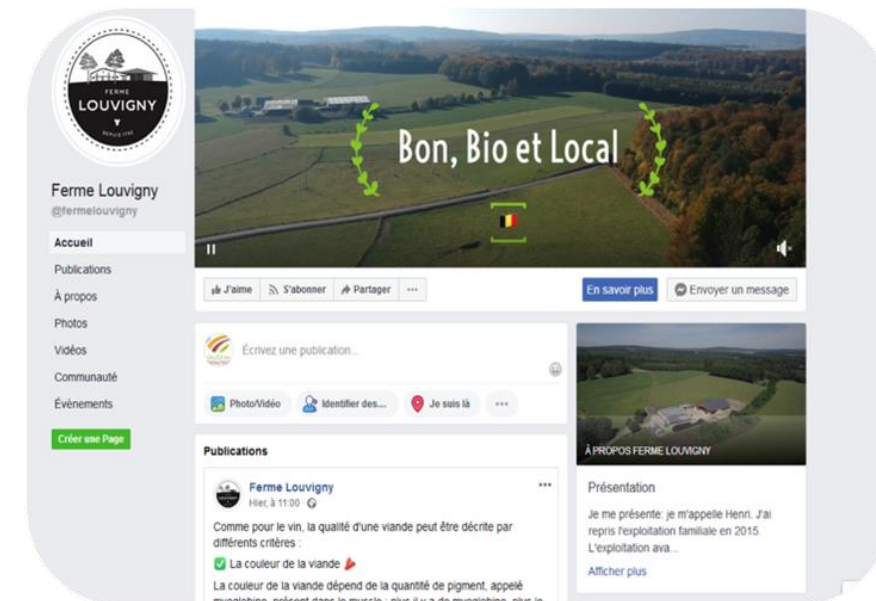 FERME
LOUVIGNY
Ferme Louvigny
@fermelouvigny
Accueil
Publications
À propos
Photos
Vidéos
Communauté
Évènements
Créer une Page
Bon, Bio et Local
J'aime
S'abonner
Partager
En savoir plus
Envoyer un message
Écrivez une publication...
Photo/Vidéo
Identifier des...
Je suis là
Publications
Ferme Louvigny
Hier, à 11:00
Comme pour le vin, la qualité d'une viande peut être décrite par
différents critères :
La couleur de la viande
La couleur de la viande dépend de la quantité de pigment, appelé
À PROPOS FERME LOUVIGNY
Présentation
Je me présente: je m'appelle Henri. J'ai
repris l'exploitation familiale en 2015.
L'exploitation ava...
Afficher plus